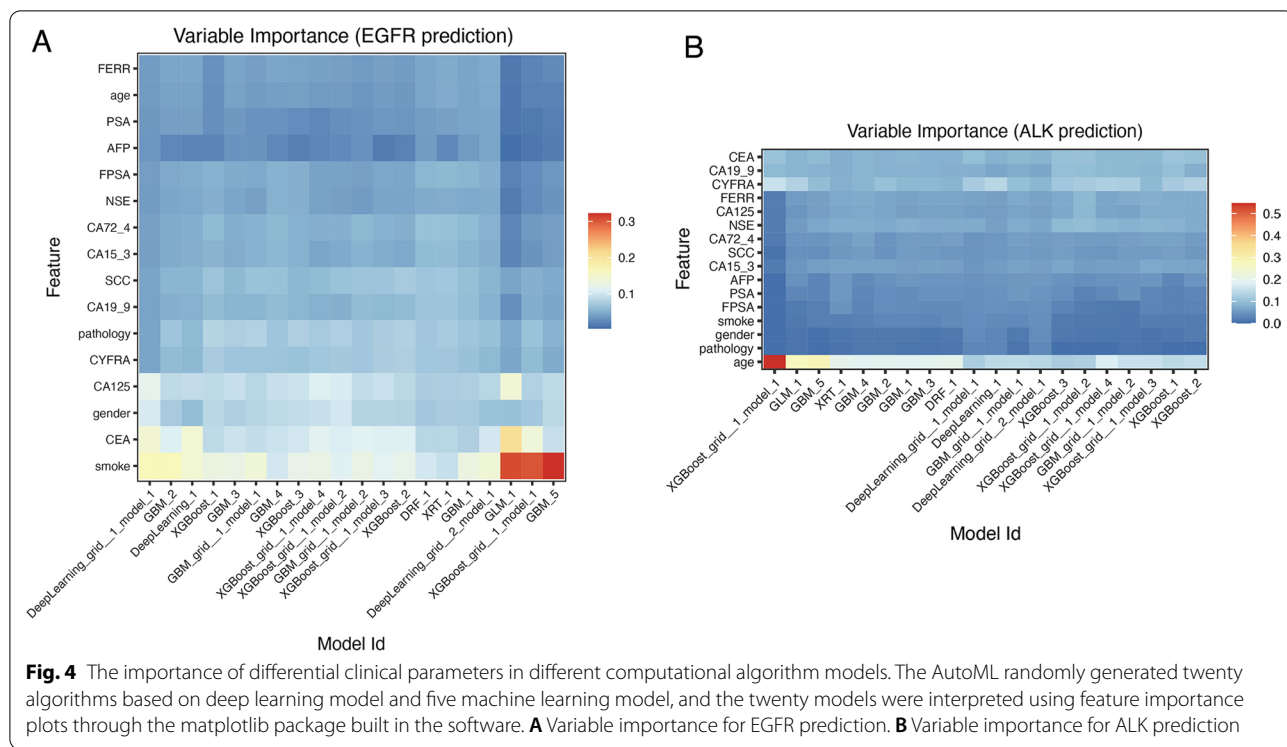 A
Variable Importance (EGFR prediction)
Feature
FERR
age
PSA
AFP
FPSA
NSE
CA72_4
CA15_3
SCC
CA19_9
pathology
CYFRA
CA125
gender
CEA
smoke
0.3
0.2
0.1
DeepLearning_grid__1_model_1
GBM_2
DeepLearning_1
XGBoost_1
GBM_3
GBM_grid__1_model_1
GBM_4
XGBoost_3
XGBoost_grid__1_model_4
XGBoost_grid__1_model_2
GBM_grid__1_model_2
XGBoost_grid__1_model_3
XGBoost_2
DRF_1
XRT_1
GBM_1
DeepLearning_grid__2_model_1
GLM_1
XGBoost_grid__1_model_1
GBM_5
Model Id
B
Variable Importance (ALK prediction)
Feature
CEA
CA19_9
CYFRA
FERR
CA125
NSE
CA72_4
SCC
CA15_3
AFP
PSA
FPSA
smoke
gender
pathology
age
0.5
0.4
0.3
0.2
0.1
0.0
XGBoost_grid__1_model_1
GLM_1
GBM_5
XRT_1
GBM_4
GBM_2
GBM_1
GBM_3
DRF_1
DeepLearning_grid__1_model_1
DeepLearning_1
GBM_grid__1_model_1
DeepLearning_grid__2_model_1
XGBoost_3
XGBoost_grid__1_model_2
XGBoost_grid__1_model_4
GBM_grid__1_model_2
XGBoost_grid__1_model_3
XGBoost_1
XGBoost_2
Model Id
Fig. 4 The importance of differential clinical parameters in different computational algorithm models. The AutoML randomly generated twenty
algorithms based on deep learning model and five machine learning model, and the twenty models were interpreted using feature importance
plots through the matplotlib package built in the software. A Variable importance for EGFR prediction. B Variable importance for ALK prediction